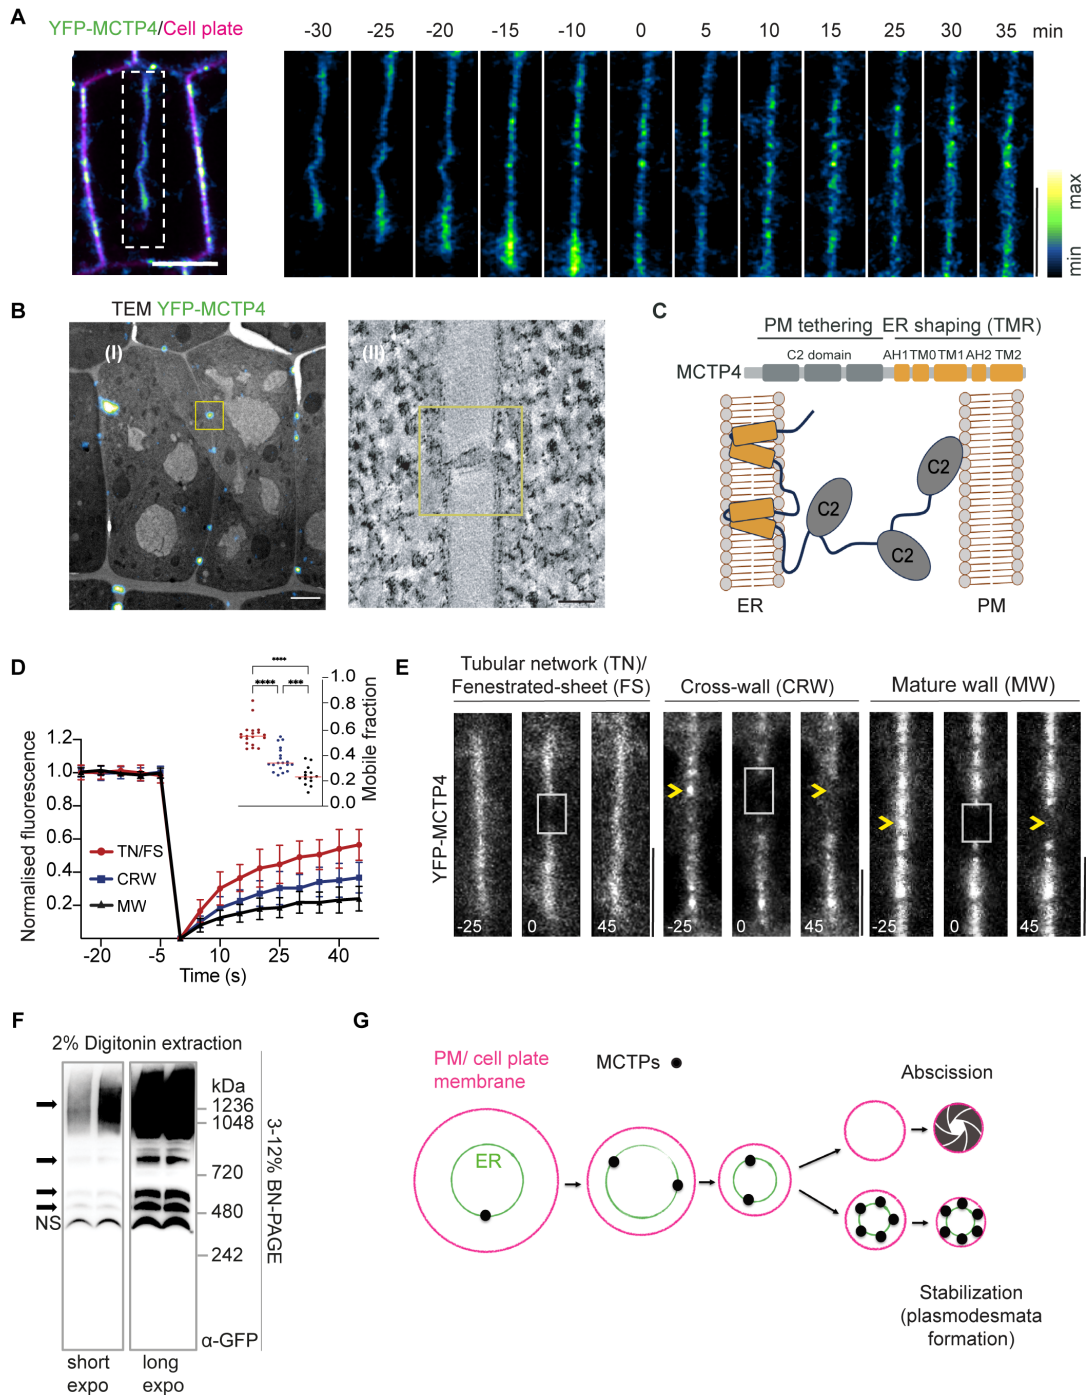 A
YFP-MCTP4/Cell plate
-30 -25 -20 -15 -10 0 5 10 15 25 30 35 min
max
min
B
TEM YFP-MCTP4
(I)
(II)
C
PM tethering ER shaping (TMR)
C2 domain AH1 TM0 TM1 AH2 TM2
MCTP4
C2
C2
C2
ER
PM
D
Normalised fluorescence
1.2
1.0
0.8
0.6
0.4
0.2
-20 -5 10 25 40
Time (s)
TN/FS
CRW
MW
****
**** ***
1.0
0.8
0.6
0.4
0.2
0.0
Mobile fraction
E
Tubular network (TN)/
Fenestrated-sheet (FS)
Cross-wall (CRW)
Mature wall (MW)
YFP-MCTP4
-25 0 45 -25 0 45 -25 0 45
F
2% Digitonin extraction
kDa
1236
1048
720
480
242
NS
α-GFP
3-12% BN-PAGE
short
expo
long
expo
G
PM/ cell plate
membrane
MCTPs
ER
Abscission
Stabilization
(plasmodesmata
formation)